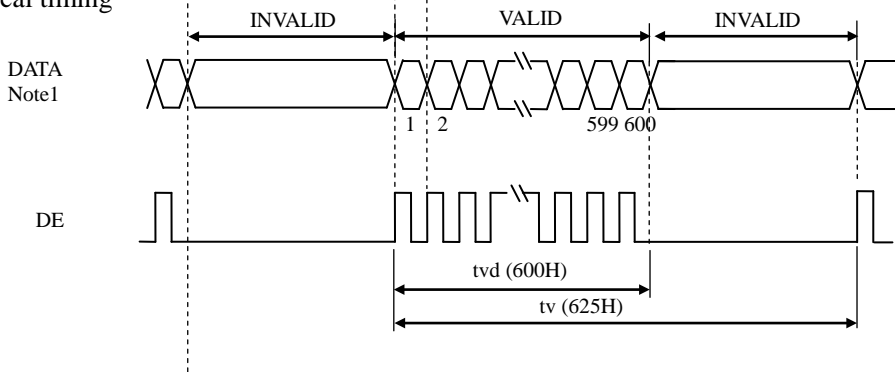 cal timing
INVALID VALID INVALID
DATA
Note1
1 2 599 600
DE
tvd (600H)
tv (625H)